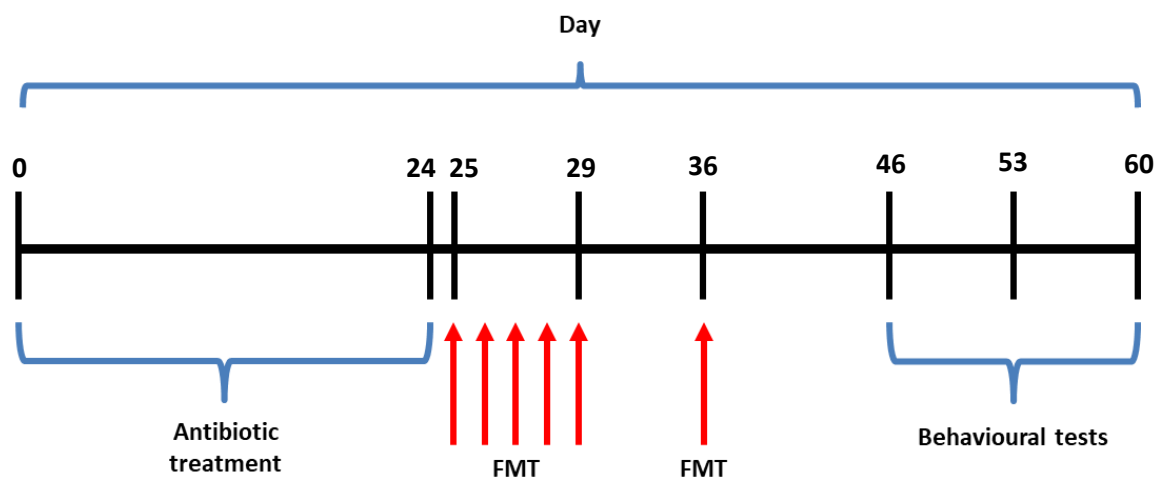 Day
0 24 25 29 36 46 53 60
Antibiotic
treatment
FMT
FMT
Behavioural tests